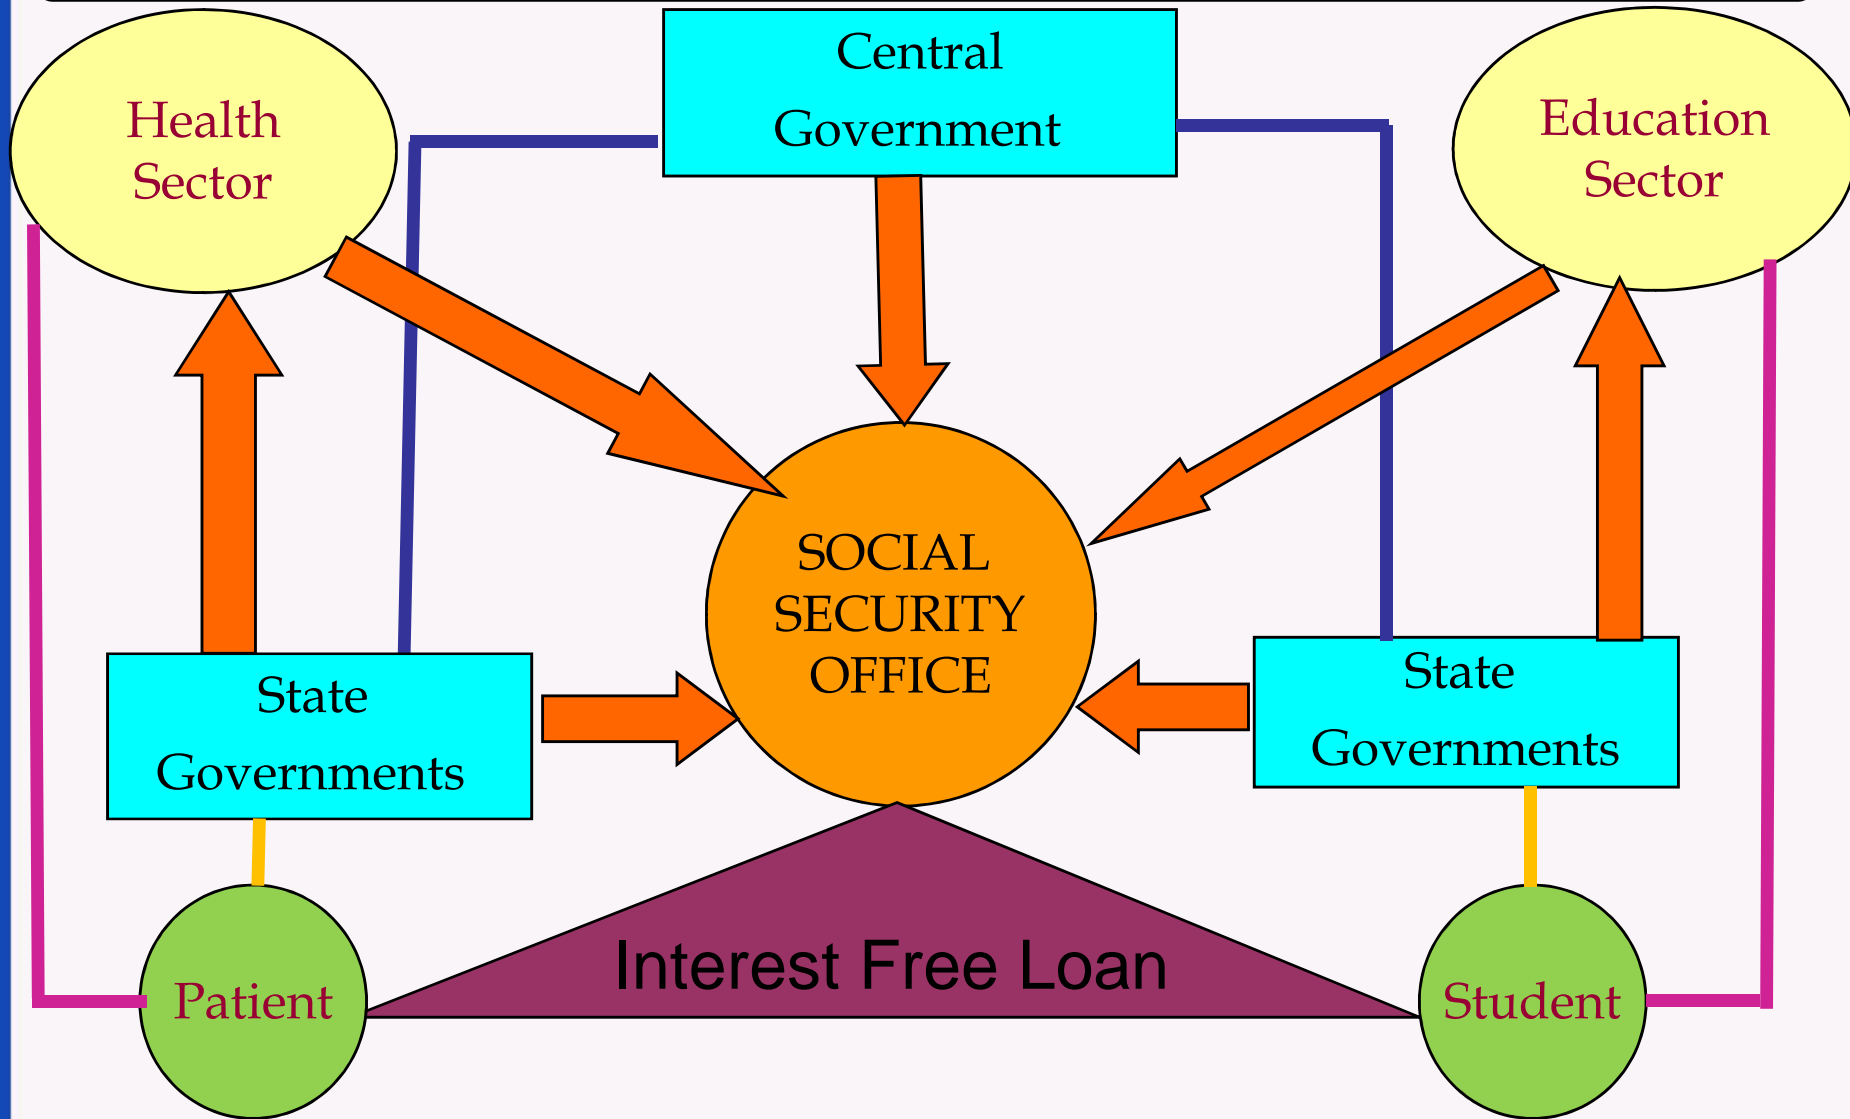 Central
Government
Health
Sector
Education
Sector
SOCIAL
SECURITY
OFFICE
State
Governments
State
Governments
Interest Free Loan
Patient
Student